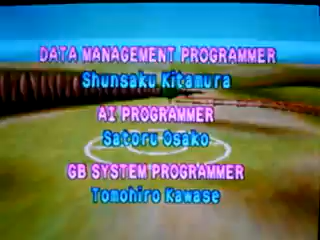 DATA MANAGEMENT PROGRAMMER
Shunsaku Kitamura
AI PROGRAMMER
Satoru Osako
GB SYSTEM PROGRAMMER
Tomohiro Kawase